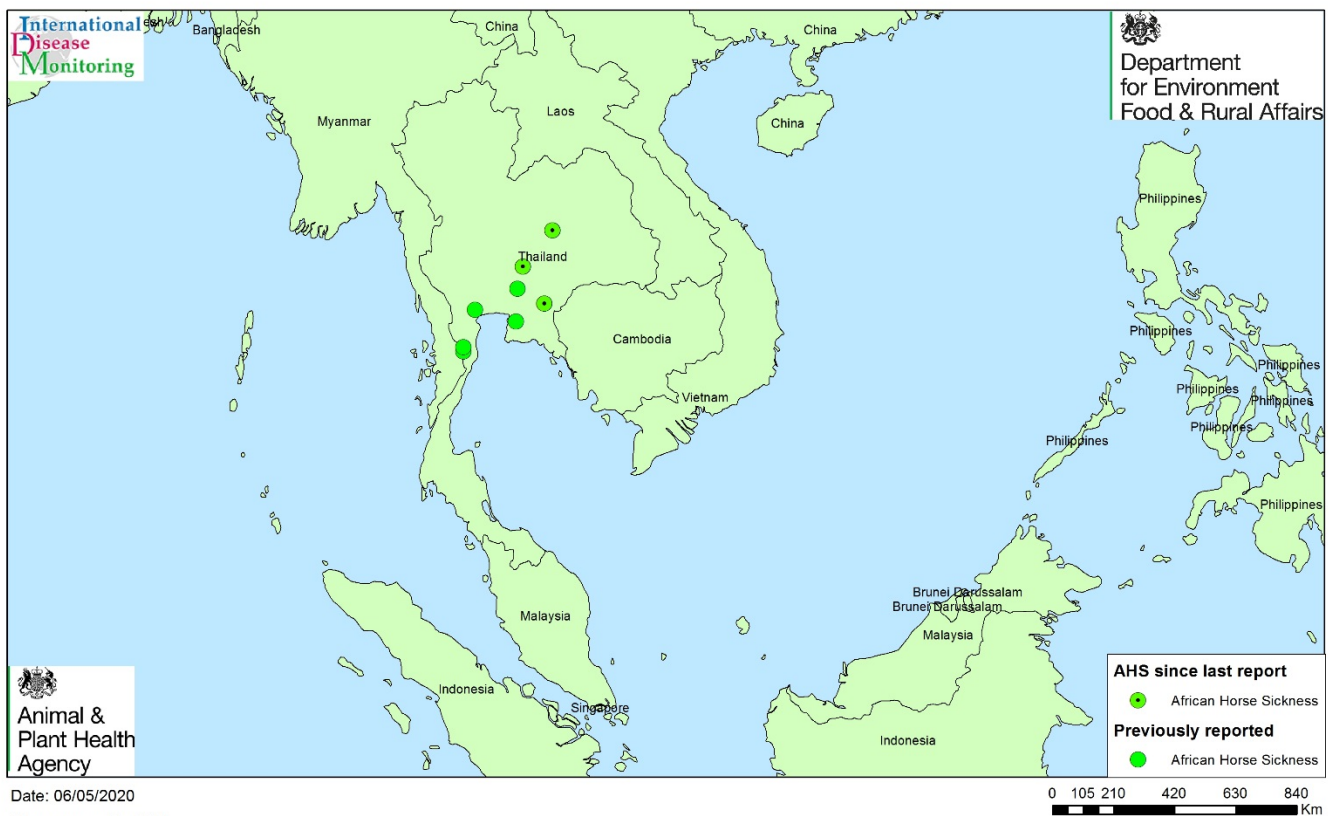 International
Disease
Monitoring
esh
Bangladesh
China
China
Department
for Environment
Food & Rural Affairs
Myanmar
Laos
China
Philippines
Thailand
Philippines
Cambodia
Philippines
Vietnam
Philippines
Philippines
Philippines
Philippines
Philippines
Brunei Darussalam
Brunei Darussalam
Malaysia
Malaysia
Indonesia
Singapore
Indonesia
Animal &
Plant Health
Agency
AHS since last report
African Horse Sickness
Previously reported
African Horse Sickness
Date: 06/05/2020
0 105 210 420 630 840
Km